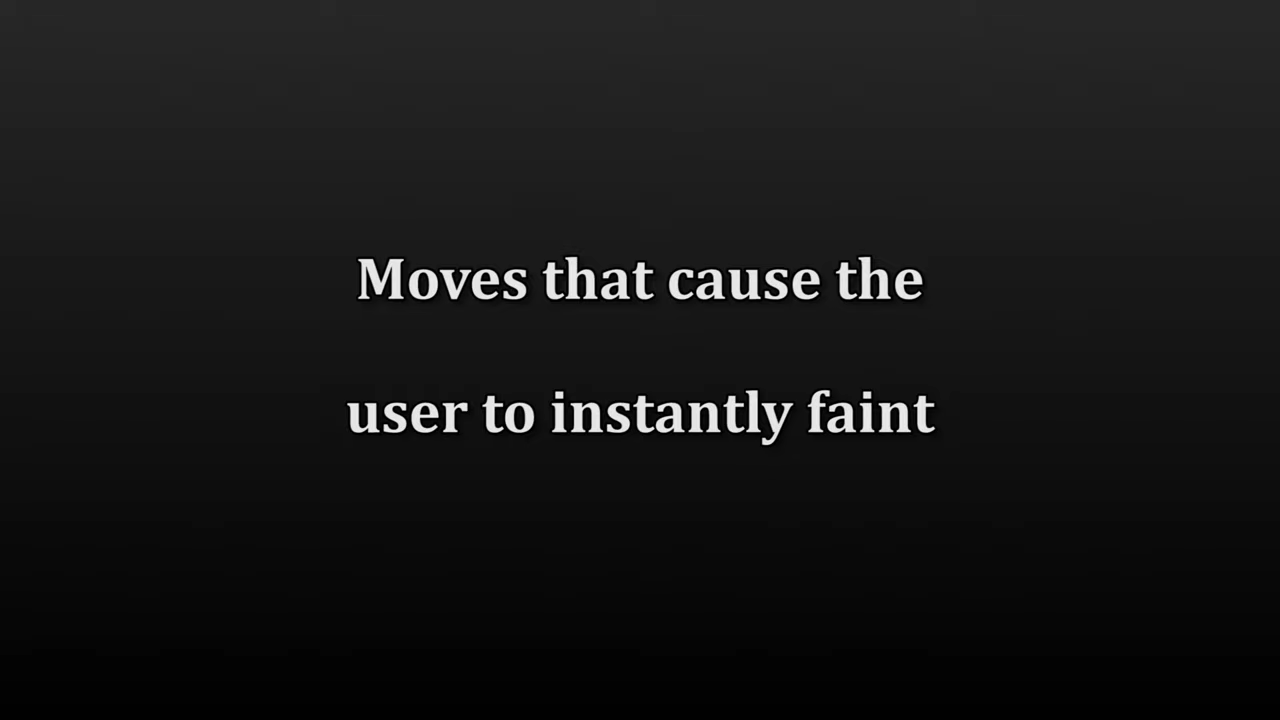 Moves that cause the
user to instantly faint